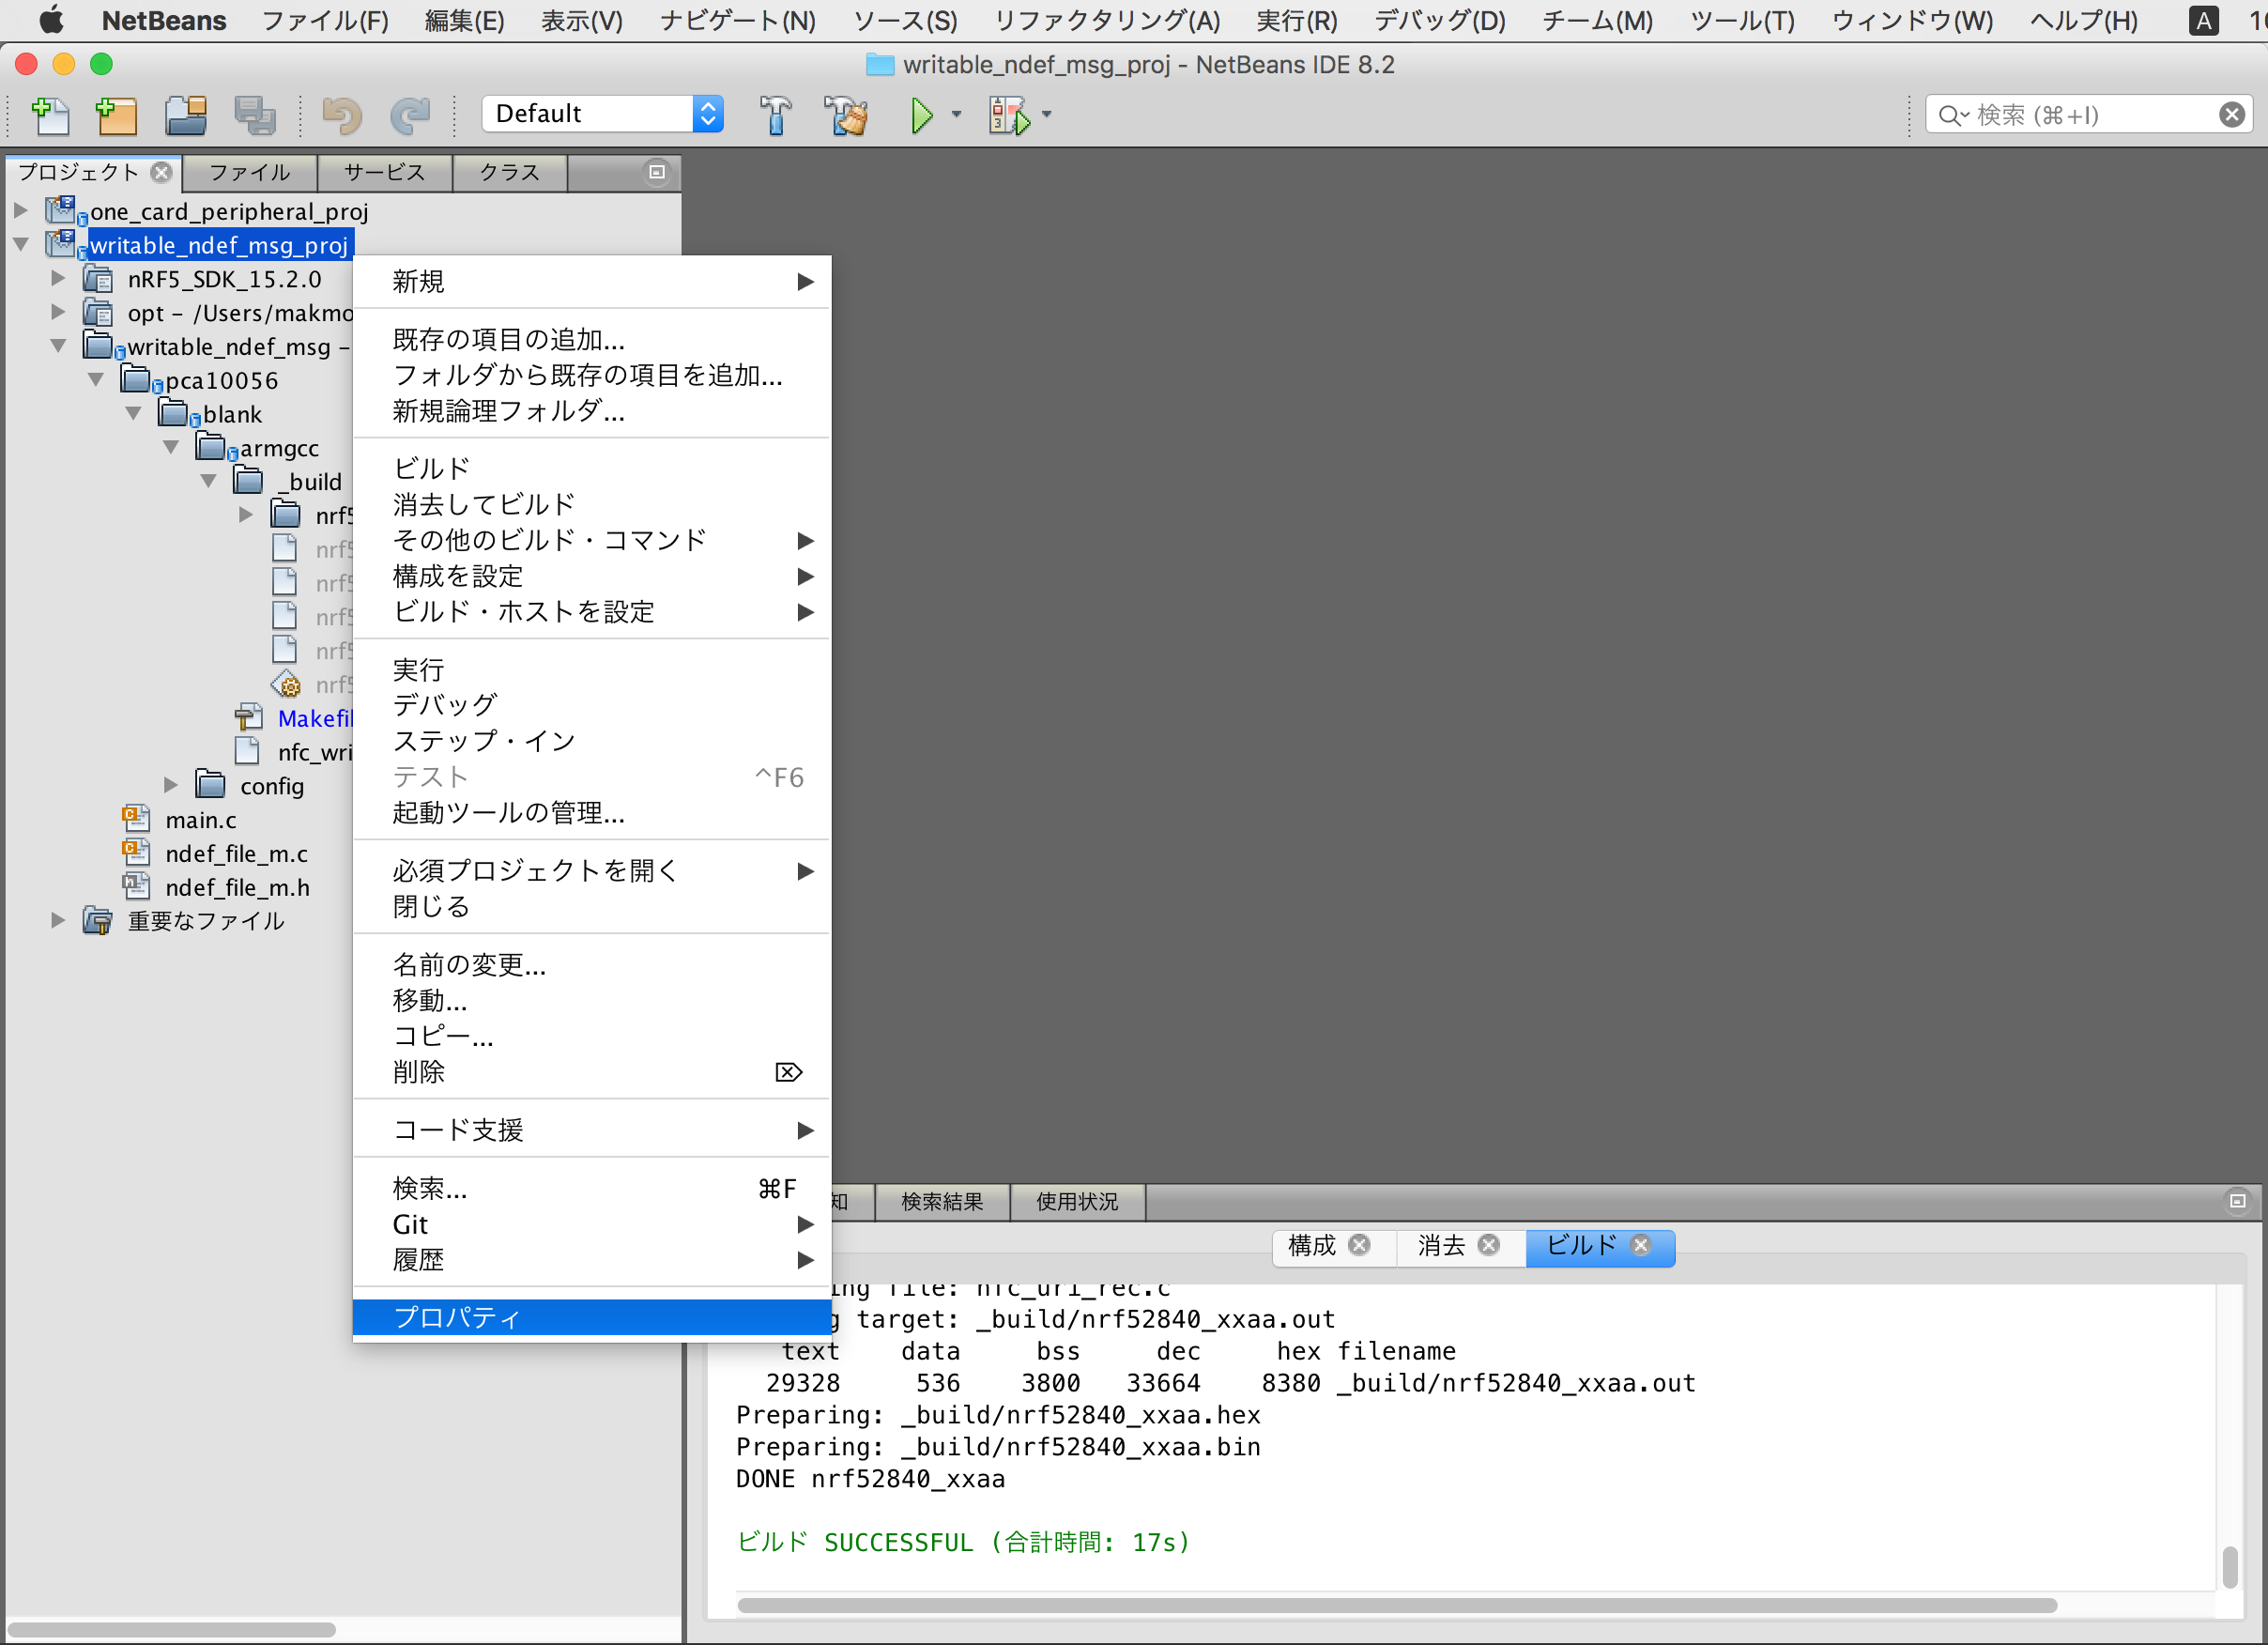 NetBeans ファイル(F) 編集(E) 表示(V) ナビゲート(N) ソース(S) リファクタリング(A) 実行(R) デバッグ(D) チーム(M) ツール(T) ウィンドウ(W) ヘルプ(H) A
writable_ndef_msg_proj - NetBeans IDE 8.2
Default
検索 (⌘+I)
プロジェクト ファイル サービス クラス
one_card_peripheral_proj
writable_ndef_msg_proj
nRF5_SDK_15.2.0
opt - /Users/makmo
writable_ndef_msg -
pca10056
blank
armgcc
_build
nrf5
nrf5
nrf5
nrf5
nrf5
nrf5
Makefil
nfc_wri
config
main.c
ndef_file_m.c
ndef_file_m.h
重要なファイル
新規
既存の項目の追加...
フォルダから既存の項目を追加...
新規論理フォルダ...
ビルド
消去してビルド
その他のビルド・コマンド
構成を設定
ビルド・ホストを設定
実行
デバッグ
ステップ・イン
テスト ^F6
起動ツールの管理...
必須プロジェクトを開く
閉じる
名前の変更...
移動...
コピー...
削除 ⌦
コード支援
検索... ⌘F
Git
履歴
プロパティ
知 検索結果 使用状況
構成 消去 ビルド
ing file: nfc_uri_rec.c
g target: _build/nrf52840_xxaa.out
text data bss dec hex filename
29328 536 3800 33664 8380 _build/nrf52840_xxaa.out
Preparing: _build/nrf52840_xxaa.hex
Preparing: _build/nrf52840_xxaa.bin
DONE nrf52840_xxaa
ビルド SUCCESSFUL (合計時間: 17s)